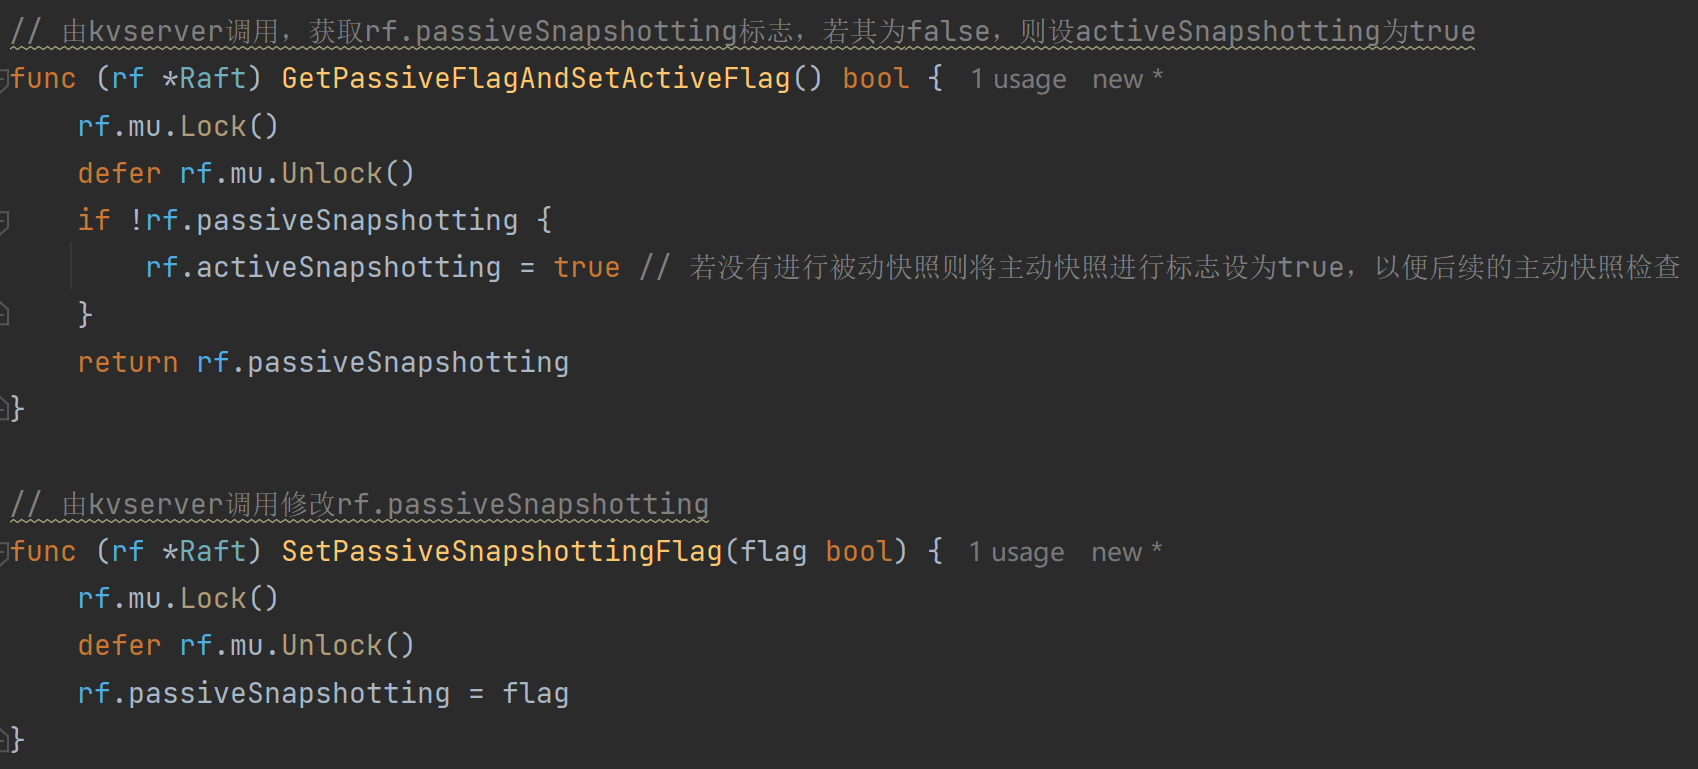 // 由kvserver调用，获取rf.passiveSnapshotting标志，若其为false，则设activeSnapshotting为true
func (rf *Raft) GetPassiveFlagAndSetActiveFlag() bool { 1 usage new *
    rf.mu.Lock()
    defer rf.mu.Unlock()
    if !rf.passiveSnapshotting {
        rf.activeSnapshotting = true // 若没有进行被动快照则将主动快照进行标志设为true，以便后续的主动快照检查
    }
    return rf.passiveSnapshotting
}
// 由kvserver调用修改rf.passiveSnapshotting
func (rf *Raft) SetPassiveSnapshottingFlag(flag bool) { 1 usage new *
    rf.mu.Lock()
    defer rf.mu.Unlock()
    rf.passiveSnapshotting = flag
}